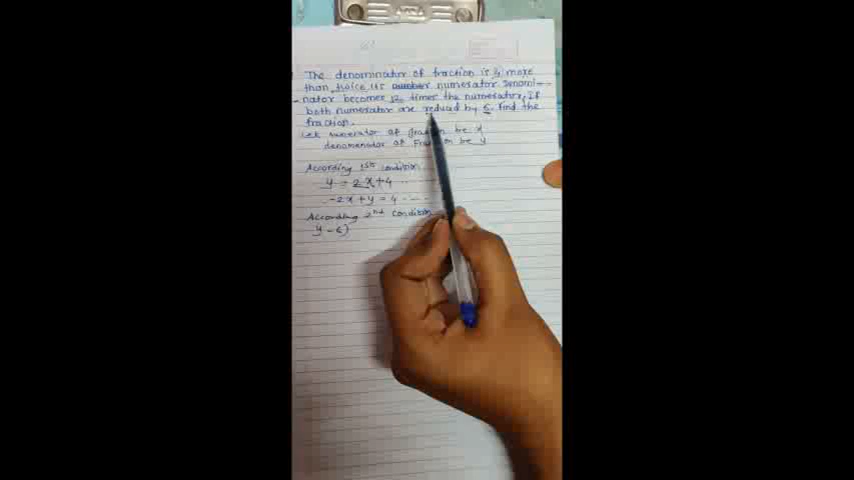 The denominator of fraction is 4 more
than twice its numerator Denomi-
-nator becomes 12 times the numerator. If
both numerator are reduced by 6. Find the
fraction.
Let numerator of fraction be x
denomenator of Fraction be y
According 1st condition
y = 2x+4
-2x+y = 4
According 2nd Condition
y-6)